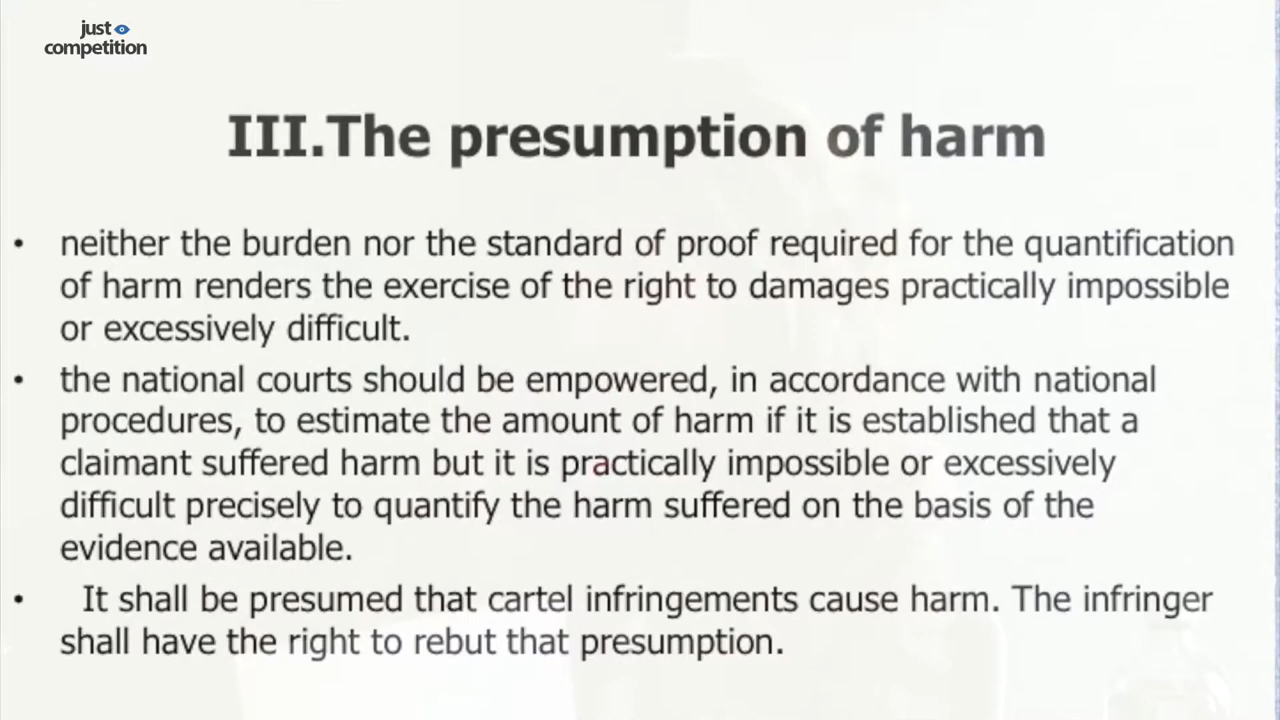 just
competition
III.The presumption of harm
• neither the burden nor the standard of proof required for the quantification
of harm renders the exercise of the right to damages practically impossible
or excessively difficult.
• the national courts should be empowered, in accordance with national
procedures, to estimate the amount of harm if it is established that a
claimant suffered harm but it is practically impossible or excessively
difficult precisely to quantify the harm suffered on the basis of the
evidence available.
• It shall be presumed that cartel infringements cause harm. The infringer
shall have the right to rebut that presumption.